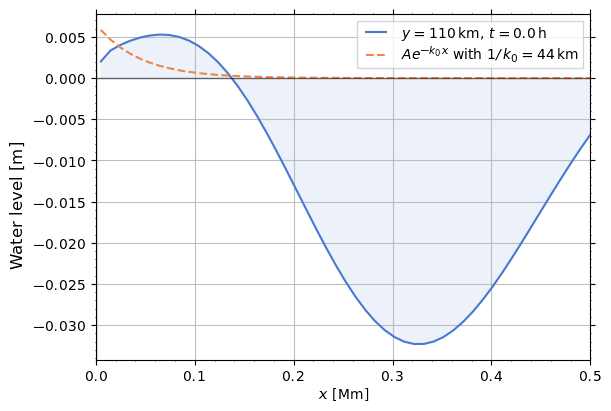 y = 110 km, t = 0.0 h
Ae^{-k_0 x} with 1/k_0 = 44 km
Water level [m]
0.005
0.000
−0.005
−0.010
−0.015
−0.020
−0.025
−0.030
0.0 0.1 0.2 0.3 0.4 0.5
x [Mm]